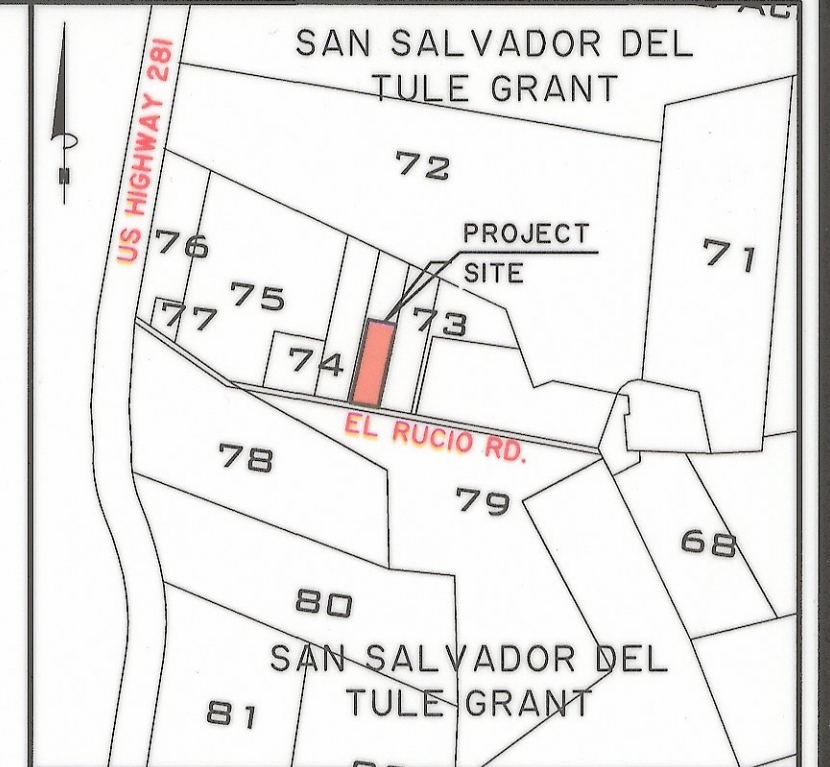 SAN SALVADOR DEL
TULE GRANT
US HIGHWAY 281
72
71
76
PROJECT
SITE
75
77
73
74
EL RUCIO RD.
78
79
68
80
SAN SALVADOR DEL
TULE GRANT
81